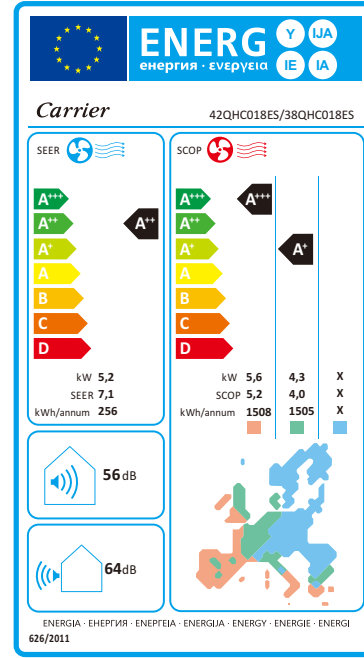 ENERG Y IJA
енергия · ενεργεια IE IA
Carrier 42QHC018ES/38QHC018ES
SEER SCOP
A+++ A+++ A+++
A++ A++ A++
A+ A+ A+
A A
B B
C C
D D
kW 5,2 kW 5,6 4,3 X
SEER 7,1 SCOP 5,2 4,0 X
kWh/annum 256 kWh/annum 1508 1505 X
56dB
64dB
ENERGIA · ЕНЕРГИЯ · ΕΝΕΡΓΕΙΑ · ENERGIJA · ENERGY · ENERGIE · ENERGI
626/2011